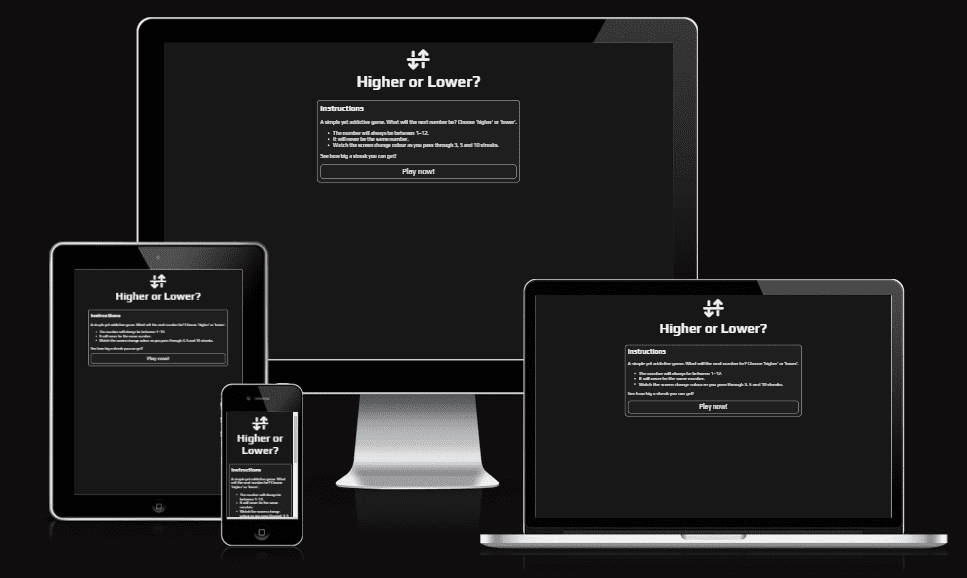 Higher or Lower?
Instructions
A simple yet addictive game. What will the next number be? Choose 'higher' or 'lower'.
The number will always be between 1-12.
It will never be the same number.
Watch the screen change colour as you pass through 3, 5 and 10 streaks.
See how big a streak you can get!
Play now!
Higher or Lower?
Instructions
A simple yet addictive game. What will the next number be? Choose 'higher' or 'lower'.
The number will always be between 1-12.
It will never be the same number.
Watch the screen change colour as you pass through 3, 5 and 10 streaks.
See how big a streak you can get!
Play now!
Higher or
Lower?
Instructions
A simple yet addictive game. What
will the next number be? Choose
'higher' or 'lower'.
The number will always be
between 1-12.
It will never be the same
number.
Watch the screen change
colour as you pass through 3, 5
Higher or Lower?
Instructions
A simple yet addictive game. What will the next number be? Choose 'higher' or 'lower'.
The number will always be between 1-12.
It will never be the same number.
Watch the screen change colour as you pass through 3, 5 and 10 streaks.
See how big a streak you can get!
Play now!